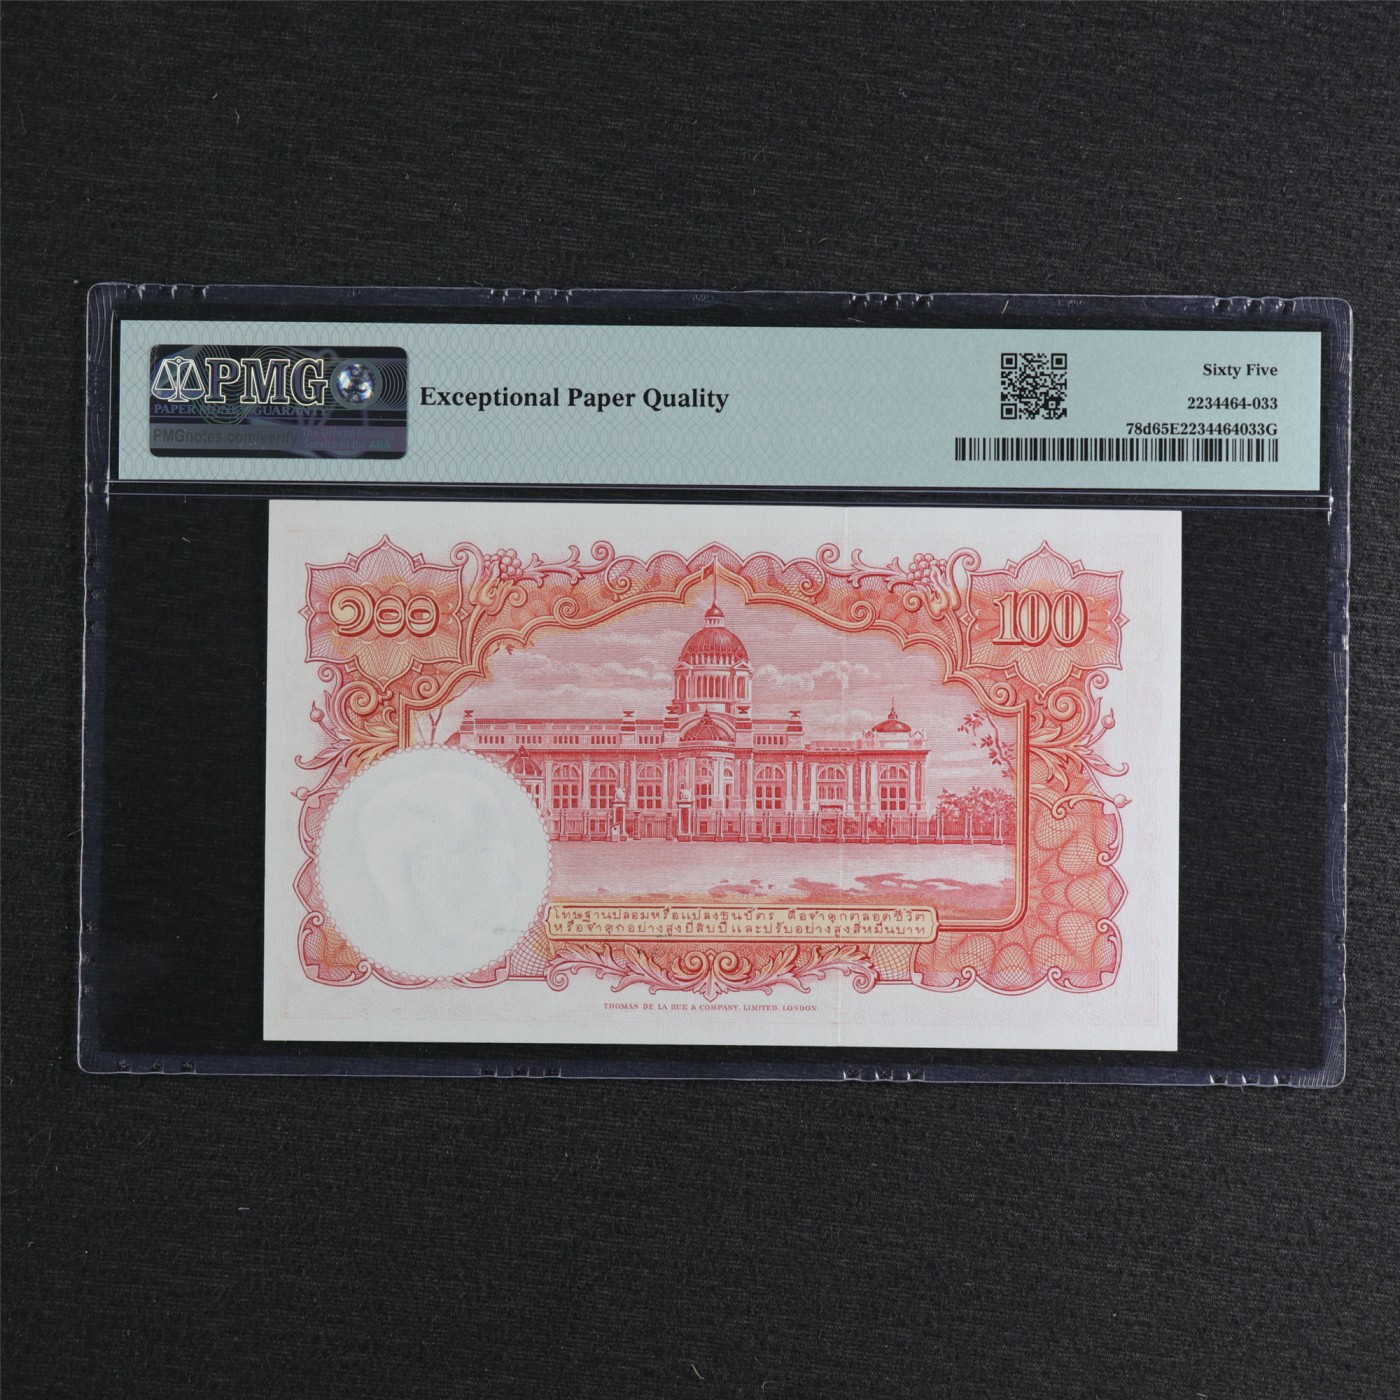 PMG
PAPER MONEY GUARANTY
PMGnotes.com/verify
ANA
Exceptional Paper Quality
Sixty Five
2234464-033
78d65E2234464033G
๑๐๐
100
โทษฐานปลอมหรือแปลงธนบัตร คือจำคุกตลอดชีวิต
หรือจำคุกอย่างสูงยี่สิบปีและปรับอย่างสูงสี่หมื่นบาท
THOMAS DE LA RUE & COMPANY, LIMITED, LONDON.